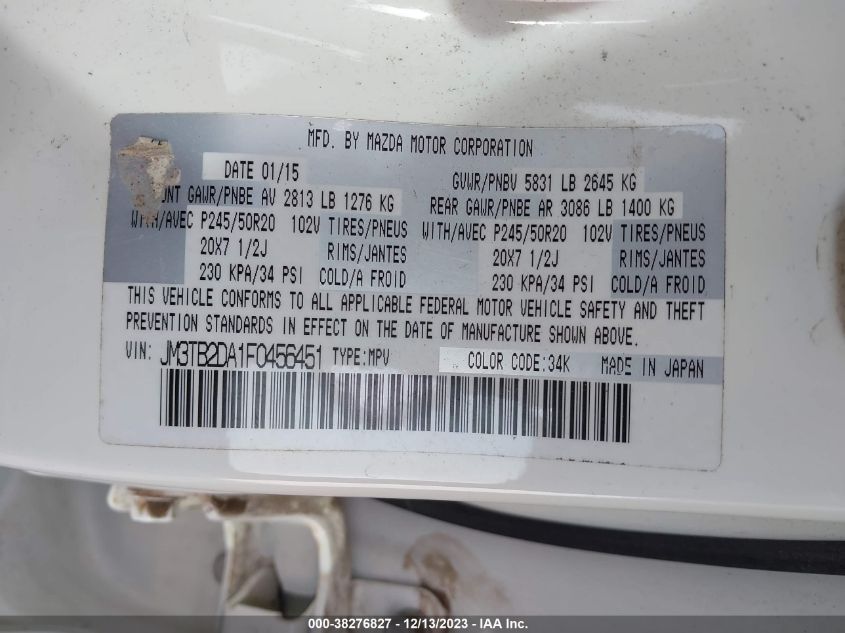 MFD. BY MAZDA MOTOR CORPORATION
DATE 01/15 GVWR/PNBV 5831 LB 2645 KG
GAWR/PNBE AV 2813 LB 1276 KG REAR GAWR/PNBE AR 3086 LB 1400 KG
WITH/AVEC P245/50R20 102V TIRES/PNEUS WITH/AVEC P245/50R20 102V TIRES/PNEUS
20X7 1/2J RIMS/JANTES 20X7 1/2J RIMS/JANTES
230 KPA/34 PSI COLD/A FROID 230 KPA/34 PSI COLD/A FROID
THIS VEHICLE CONFORMS TO ALL APPLICABLE FEDERAL MOTOR VEHICLE SAFETY AND THEFT
PREVENTION STANDARDS IN EFFECT ON THE DATE OF MANUFACTURE SHOWN ABOVE.
VIN: JM3TB2DA1F0456451 TYPE:MPV COLOR CODE:34K MADE IN JAPAN
000-38276827 - 12/13/2023 - IAA Inc.